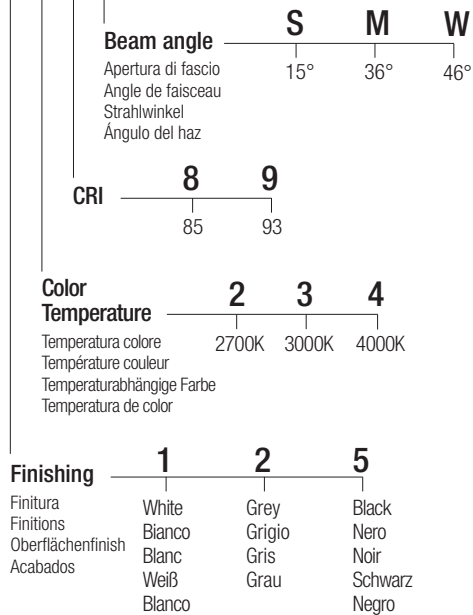 Beam angle S M W
Apertura di fascio 15° 36° 46°
Angle de faisceau
Strahlwinkel
Ángulo del haz
CRI 8 9
85 93
Color
Temperature 2 3 4
Temperatura colore 2700K 3000K 4000K
Température couleur
Temperaturabhängige Farbe
Temperatura de color
Finishing 1 2 5
Finitura White Grey Black
Finitions Bianco Grigio Nero
Oberflächenfinish Blanc Gris Noir
Acabados Weiß Grau Schwarz
Blanco Negro